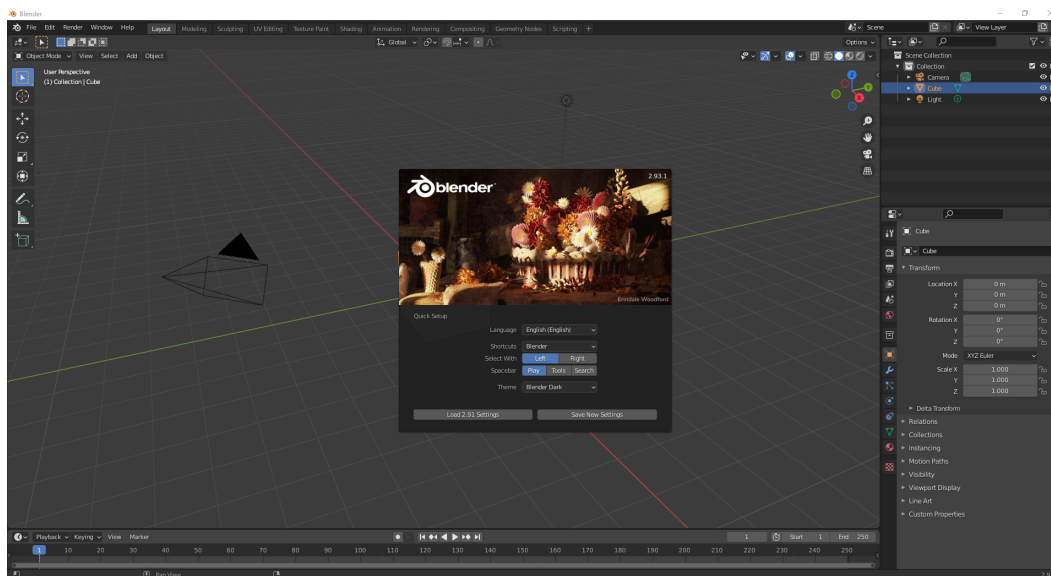 Blender
File Edit Render Window Help Layout Modeling Sculpting UV Editing Texture Paint Shading Animation Rendering Compositing Geometry Nodes Scripting + Scene View Layer
Global Options
Object Mode View Select Add Object
User Perspective
(1) Collection | Cube
Scene Collection
Collection
Camera
Cube
Light
X
Y
Z
blender
2.93.1
Erindale Woodford
Quick Setup
Language English (English)
Shortcuts Blender
Select With Left Right
Spacebar Play Tools Search
Theme Blender Dark
Load 2.91 Settings Save New Settings
Cube
Cube
Transform
Location X 0 m
Y 0 m
Z 0 m
Rotation X 0°
Y 0°
Z 0°
Mode XYZ Euler
Scale X 1.000
Y 1.000
Z 1.000
Delta Transform
Relations
Collections
Instancing
Motion Paths
Visibility
Viewport Display
Line Art
Custom Properties
Playback Keying View Marker 1 Start 1 End 250
1 10 20 30 40 50 60 70 80 90 100 110 120 130 140 150 160 170 180 190 200 210 220 230 240 250
Pan View